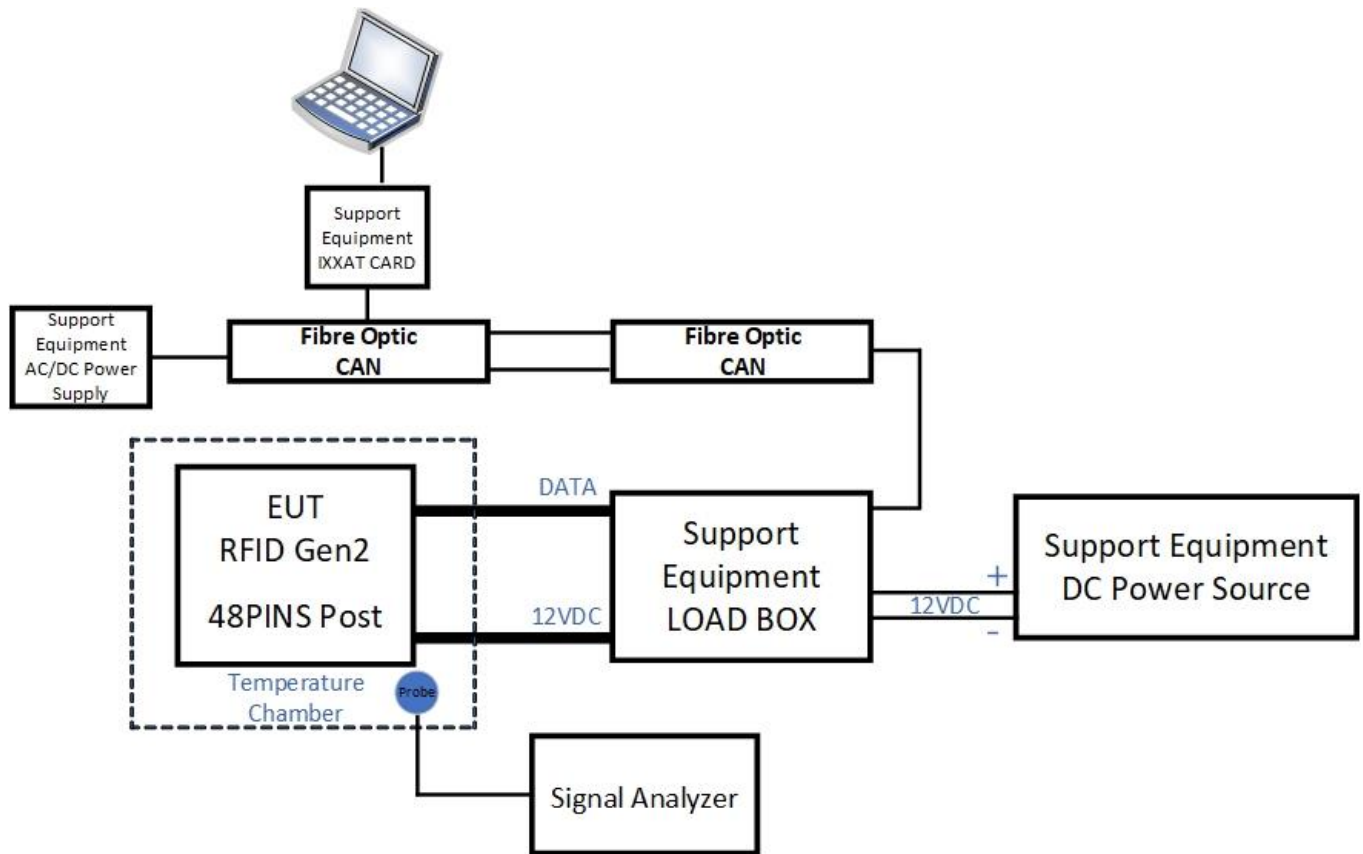 Support
Equipment
IXXAT CARD
Support
Equipment
AC/DC Power
Supply
Fibre Optic
CAN
Fibre Optic
CAN
EUT
RFID Gen2
48PINS Post
DATA
12VDC
Support
Equipment
LOAD BOX
+
12VDC
-
Support Equipment
DC Power Source
Temperature
Chamber
Probe
Signal Analyzer